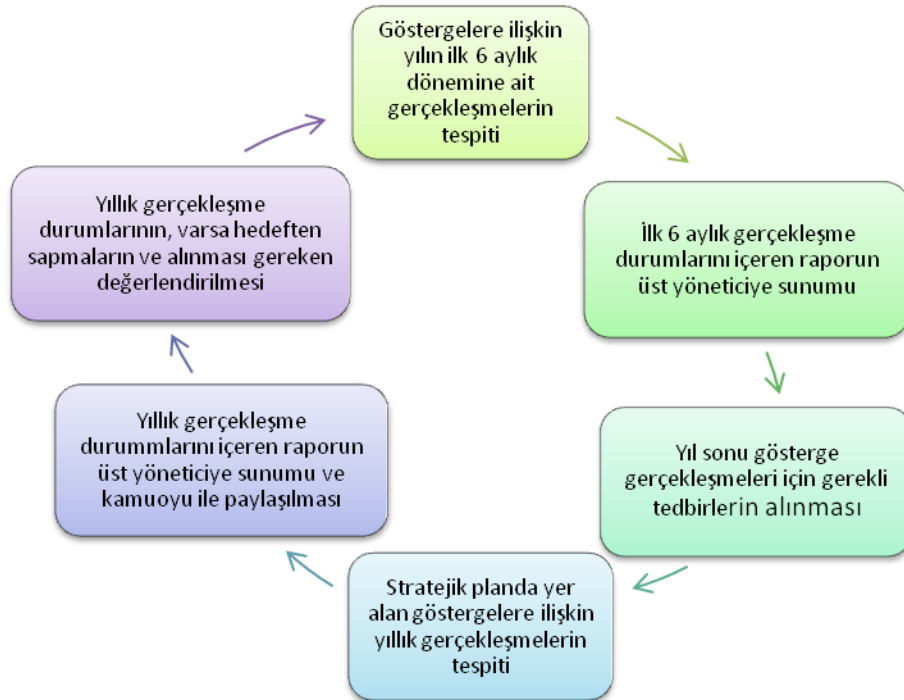 Göstergelere ilişkin
yılın ilk 6 aylık
dönemine ait
gerçekleşmelerin
tespiti
İlk 6 aylık gerçekleşme
durumlarını içeren raporun
üst yöneticiye sunumu
Yıl sonu gösterge
gerçekleşmeleri için gerekli
tedbirlerin alınması
Stratejik planda yer
alan göstergelere ilişkin
yıllık gerçekleşmelerin
tespiti
Yıllık gerçekleşme
durummlarını içeren raporun
üst yöneticiye sunumu ve
kamuoyu ile paylaşılması
Yıllık gerçekleşme
durumlarının, varsa hedeften
sapmaların ve alınması gereken
değerlendirilmesi